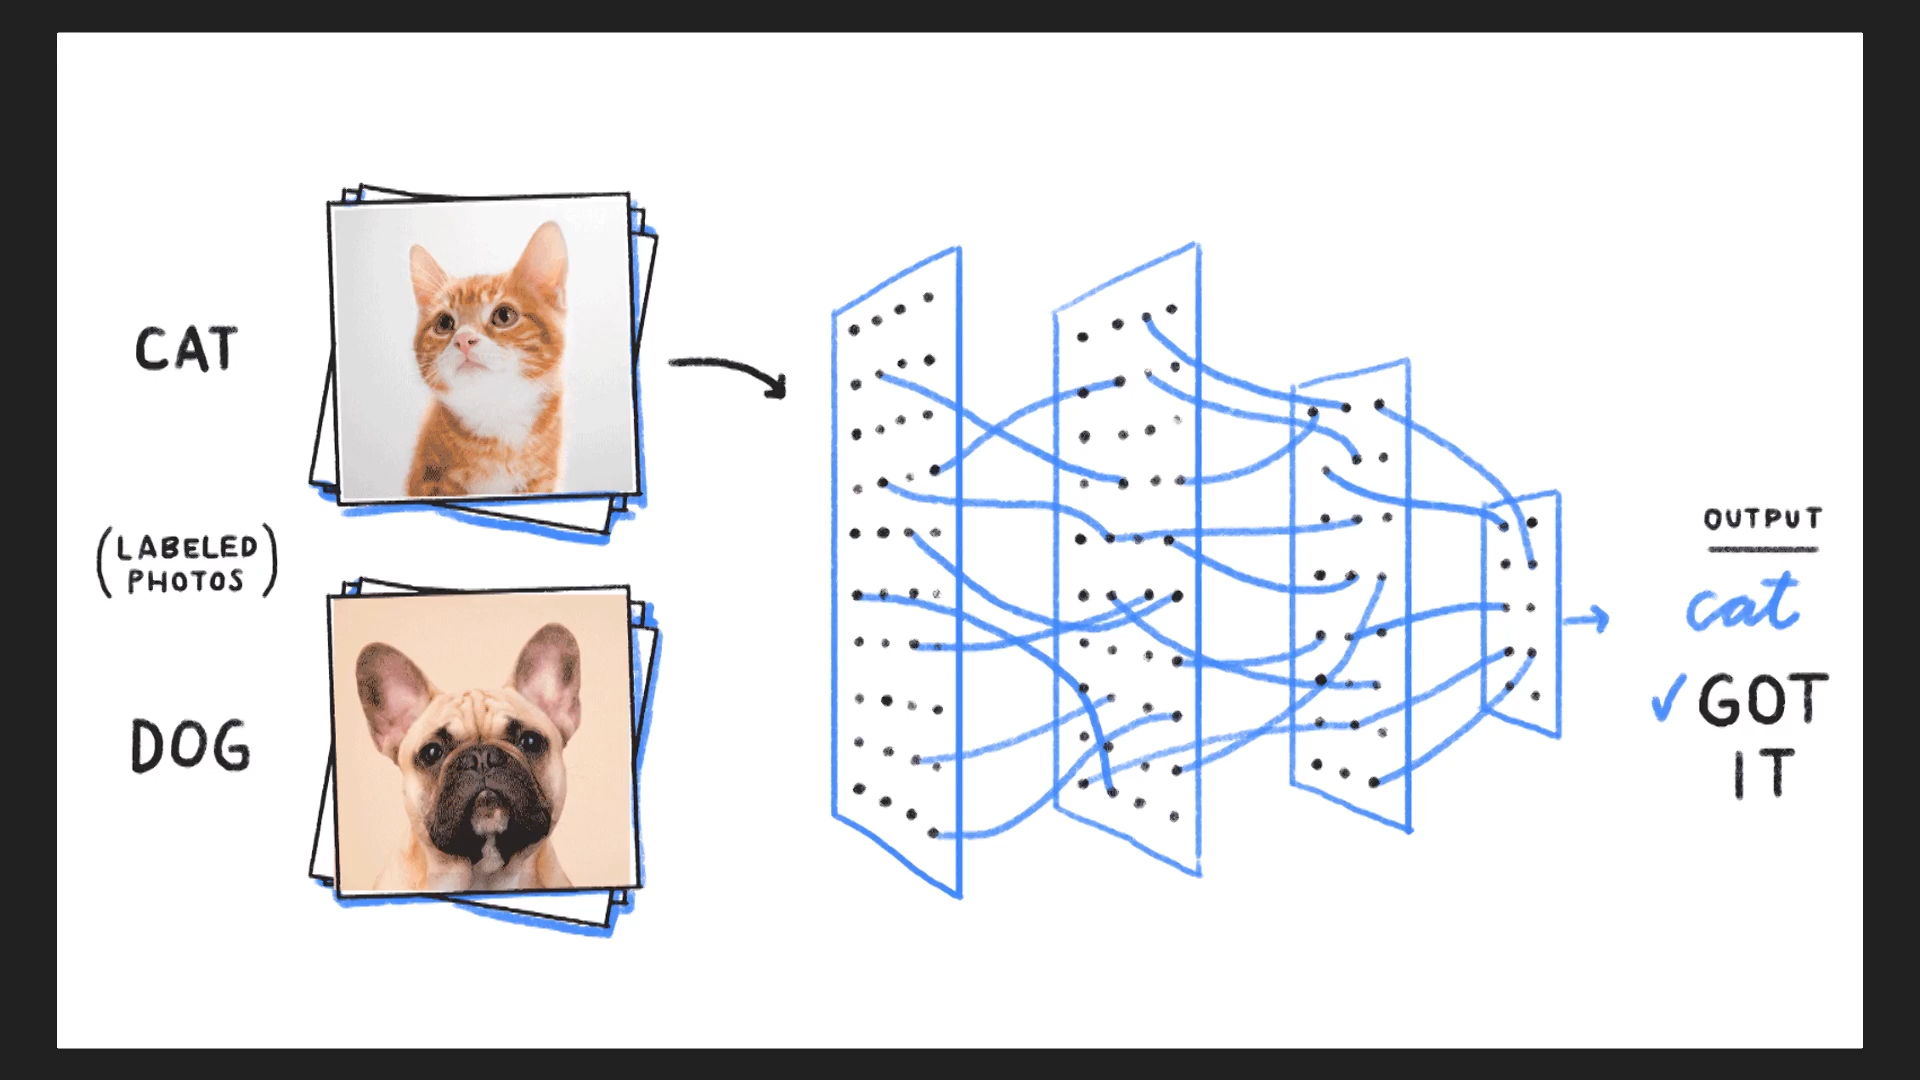 CAT
(LABELED
PHOTOS)
DOG
OUTPUT
cat
✓GOT
IT